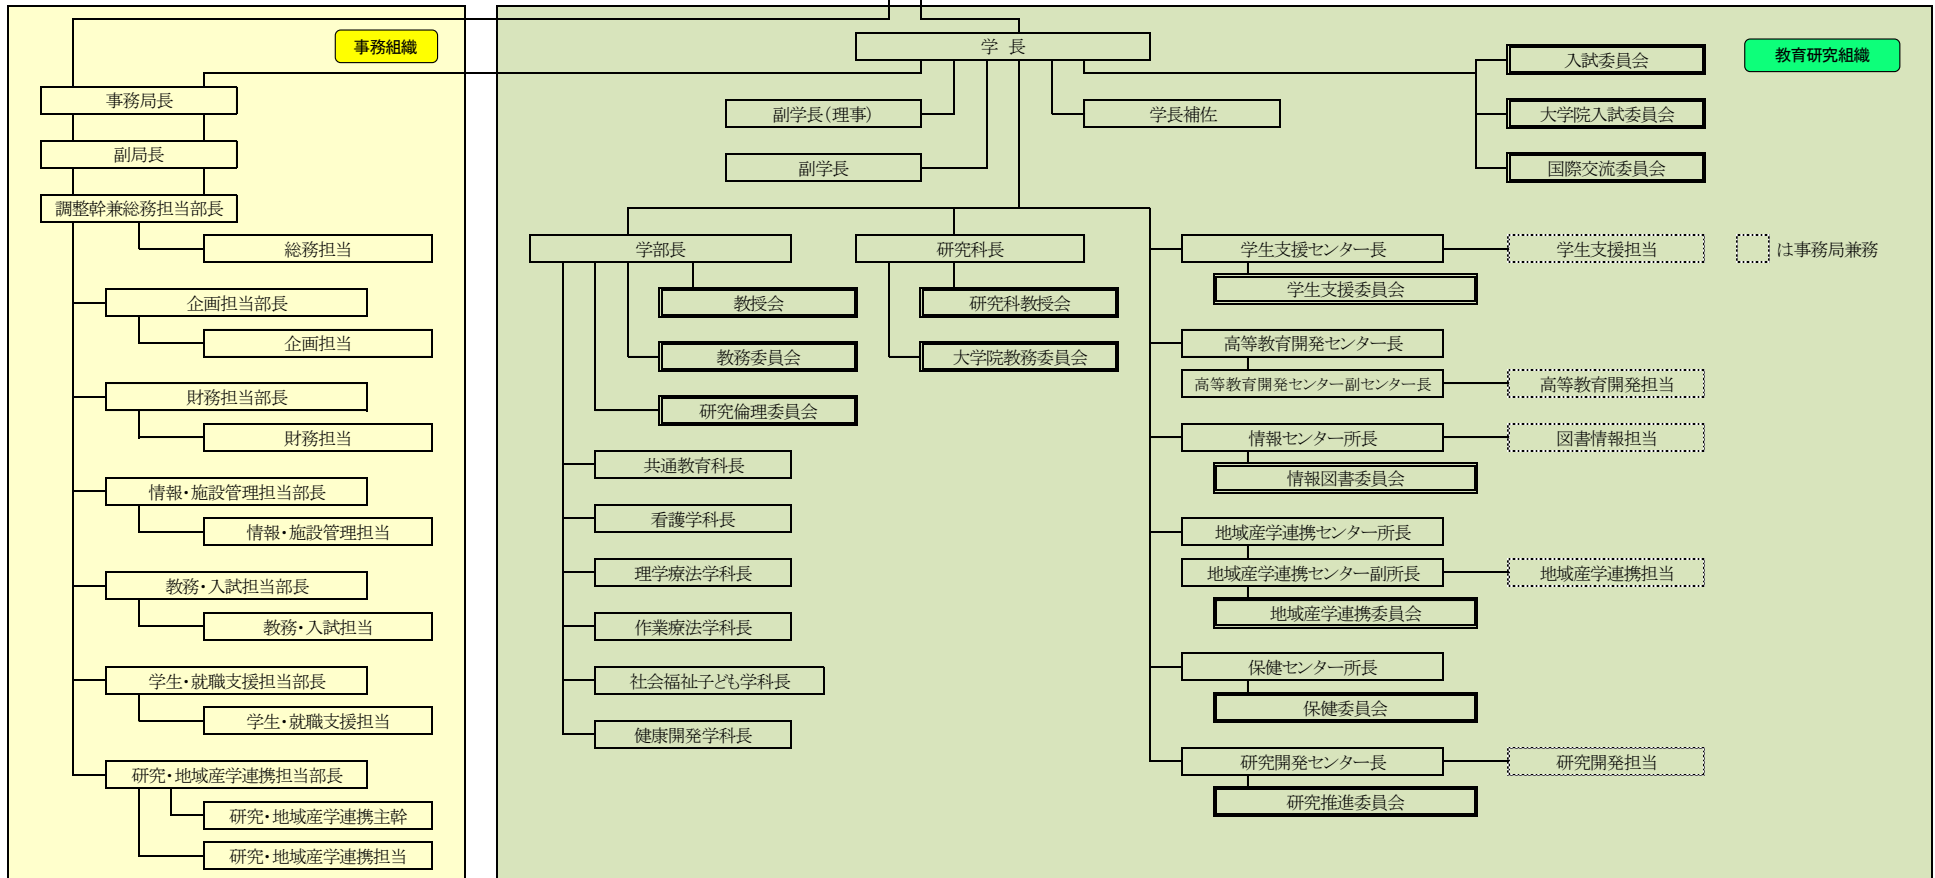 事務組織
事務局長
副局長
調整幹兼総務担当部長
総務担当
企画担当部長
企画担当
財務担当部長
財務担当
情報・施設管理担当部長
情報・施設管理担当
教務・入試担当部長
教務・入試担当
学生・就職支援担当部長
学生・就職支援担当
研究・地域産学連携担当部長
研究・地域産学連携主幹
研究・地域産学連携担当
教育研究組織
学 長
副学長（理事）
副学長
学長補佐
入試委員会
大学院入試委員会
国際交流委員会
学部長
教授会
教務委員会
研究倫理委員会
共通教育科長
看護学科長
理学療法学科長
作業療法学科長
社会福祉子ども学科長
健康開発学科長
研究科長
研究科教授会
大学院教務委員会
学生支援センター長
学生支援担当
は事務局兼務
学生支援委員会
高等教育開発センター長
高等教育開発センター副センター長
高等教育開発担当
情報センター所長
図書情報担当
情報図書委員会
地域産学連携センター所長
地域産学連携センター副所長
地域産学連携担当
地域産学連携委員会
保健センター所長
保健委員会
研究開発センター長
研究開発担当
研究推進委員会